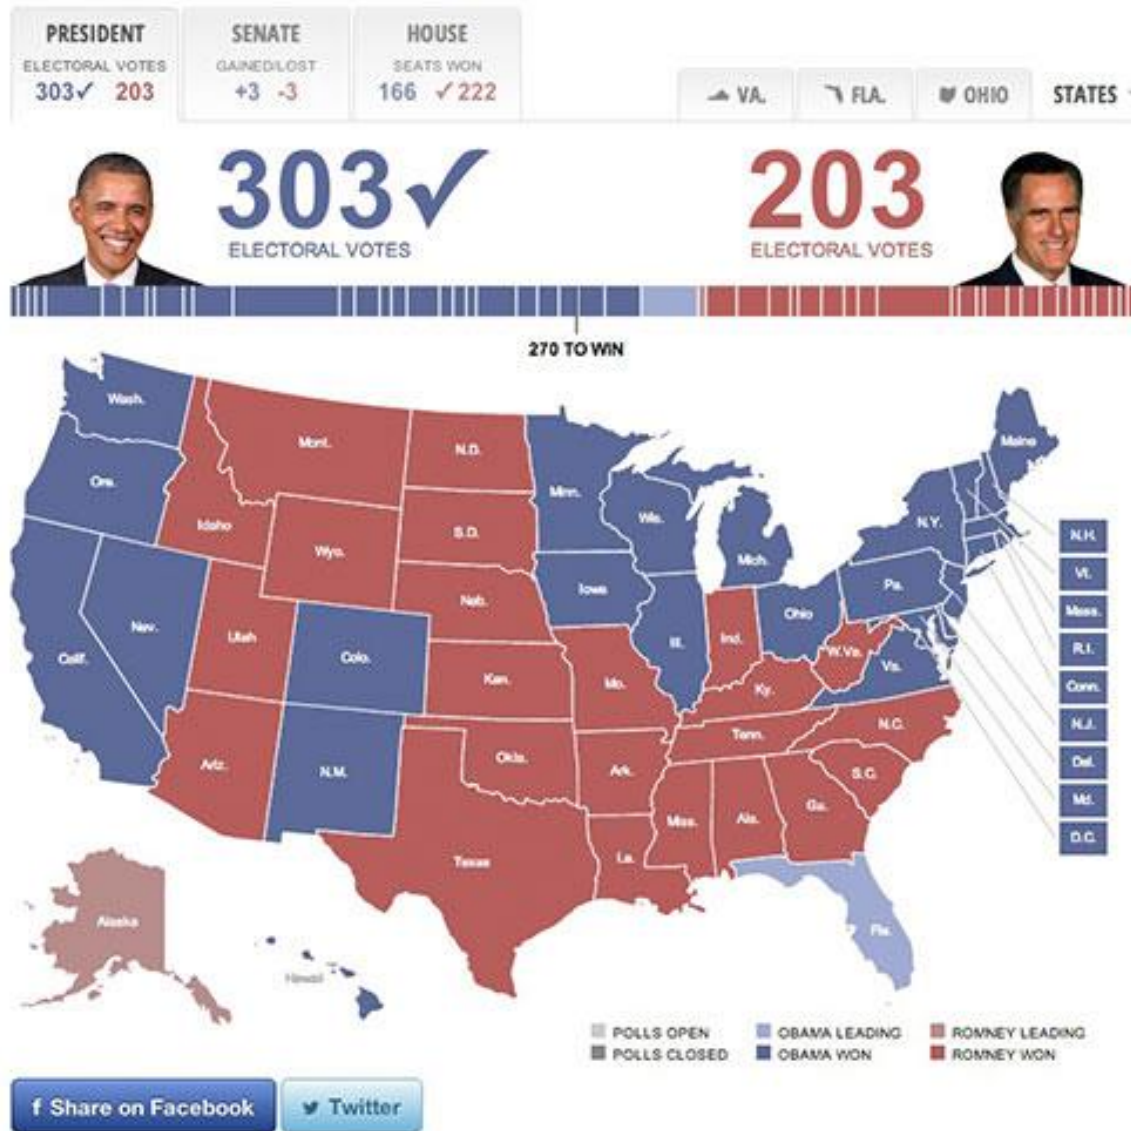 PRESIDENT
ELECTORAL VOTES
303✓ 203
SENATE
GAINED/LOST
+3 -3
HOUSE
SEATS WON
166 ✓222
VA.
FLA.
OHIO
STATES
303✓
ELECTORAL VOTES
203
ELECTORAL VOTES
270 TO WIN
Wash.
Ore.
Calif.
Nev.
Idaho
Mont.
Wyo.
Utah
Colo.
Ariz.
N.M.
N.D.
S.D.
Neb.
Kan.
Okla.
Texas
Minn.
Iowa
Mo.
Ark.
La.
Wis.
Ill.
Mich.
Ind.
Ohio
Ky.
Tenn.
Miss.
Ala.
Ga.
Fla.
S.C.
N.C.
Va.
W.Va.
Pa.
N.Y.
Maine
N.H.
Vt.
Mass.
R.I.
Conn.
N.J.
Del.
Md.
D.C.
Alaska
Hawaii
POLLS OPEN
POLLS CLOSED
OBAMA LEADING
OBAMA WON
ROMNEY LEADING
ROMNEY WON
f Share on Facebook
Twitter